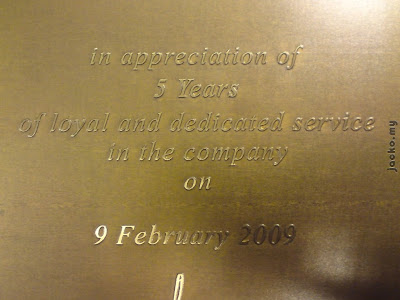 in appreciation of
5 Years
of loyal and dedicated service
in the company
on
9 February 2009
jacko.my